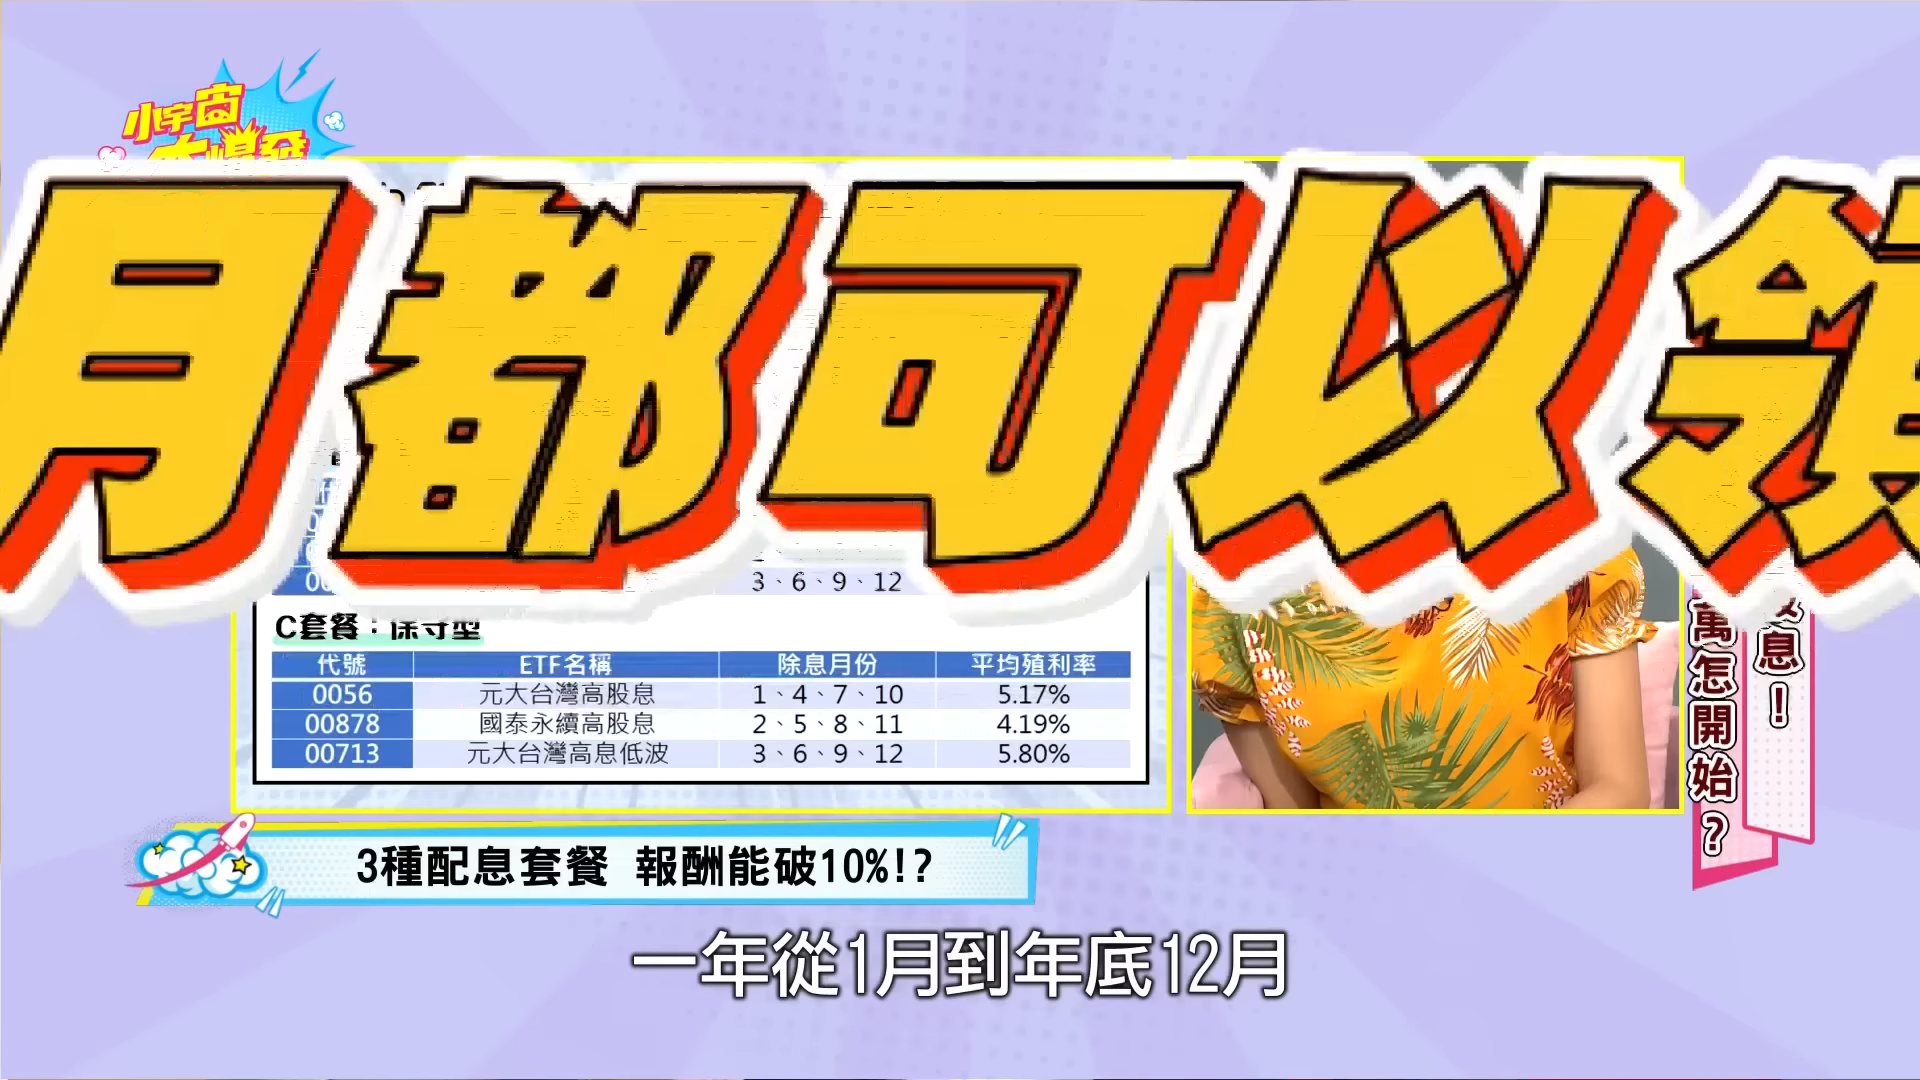 小宇宙
大爆發
月都可以領
3、6、9、12
C套餐：保守型
代號 ETF名稱 除息月份 平均殖利率
0056 元大台灣高股息 1、4、7、10 5.17%
00878 國泰永續高股息 2、5、8、11 4.19%
00713 元大台灣高息低波 3、6、9、12 5.80%
息！
萬怎開始？
3種配息套餐 報酬能破10%!?
一年從1月到年底12月